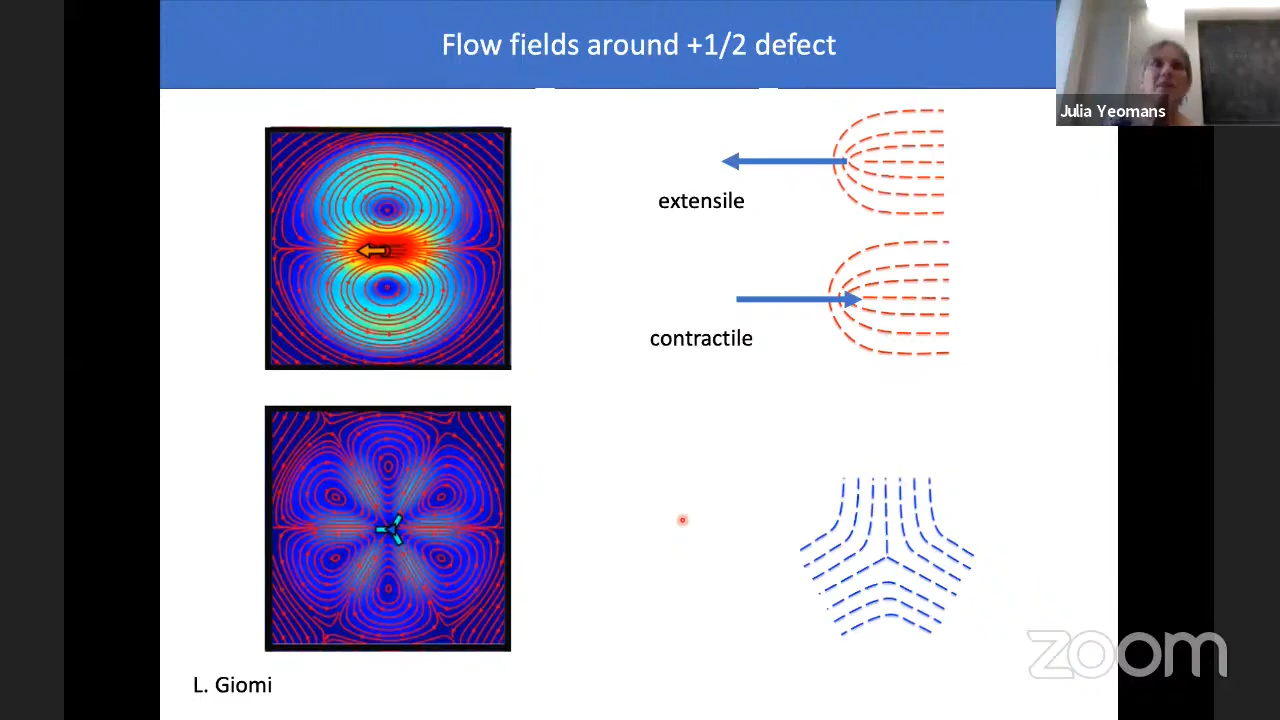 Flow fields around +1/2 defect
Julia Yeomans
extensile
contractile
L. Giomi
zoom